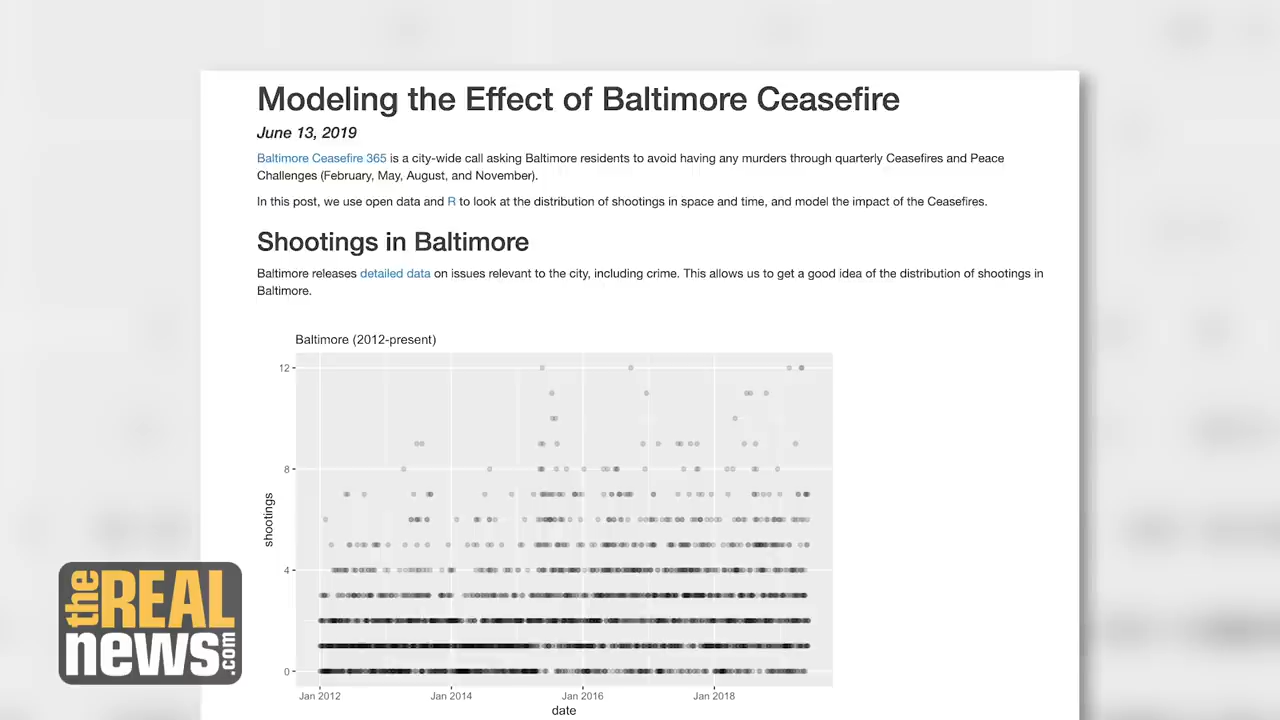 Modeling the Effect of Baltimore Ceasefire
June 13, 2019
Baltimore Ceasefire 365 is a city-wide call asking Baltimore residents to avoid having any murders through quarterly Ceasefires and Peace
Challenges (February, May, August, and November).
In this post, we use open data and R to look at the distribution of shootings in space and time, and model the impact of the Ceasefires.
Shootings in Baltimore
Baltimore releases detailed data on issues relevant to the city, including crime. This allows us to get a good idea of the distribution of shootings in
Baltimore.
Baltimore (2012-present)
12
8
shootings
4
0
Jan 2012 Jan 2014 Jan 2016 Jan 2018
date
the REAL
news.com